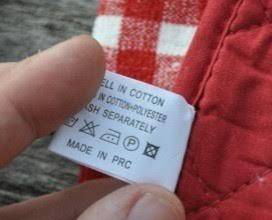 ELL IN COTTON
IN COTTON+POLYESTER
ASH SEPARATELY
P
MADE IN PRC